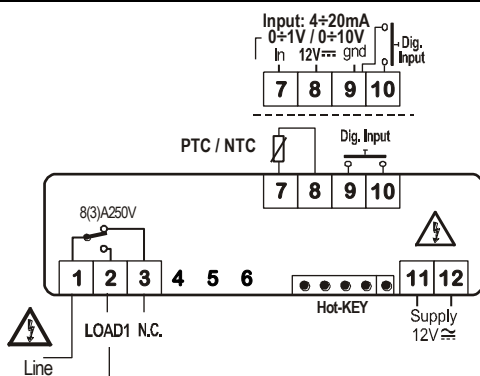 Input: 4÷20mA
0÷1V / 0÷10V
In 12V⎓ gnd
Dig.
Input
7 8 9 10
PTC / NTC
Dig. Input
7 8 9 10
8(3)A250V
1 2 3 4 5 6
11 12
Hot-KEY
LOAD1 N.C.
Supply
12V≂
Line